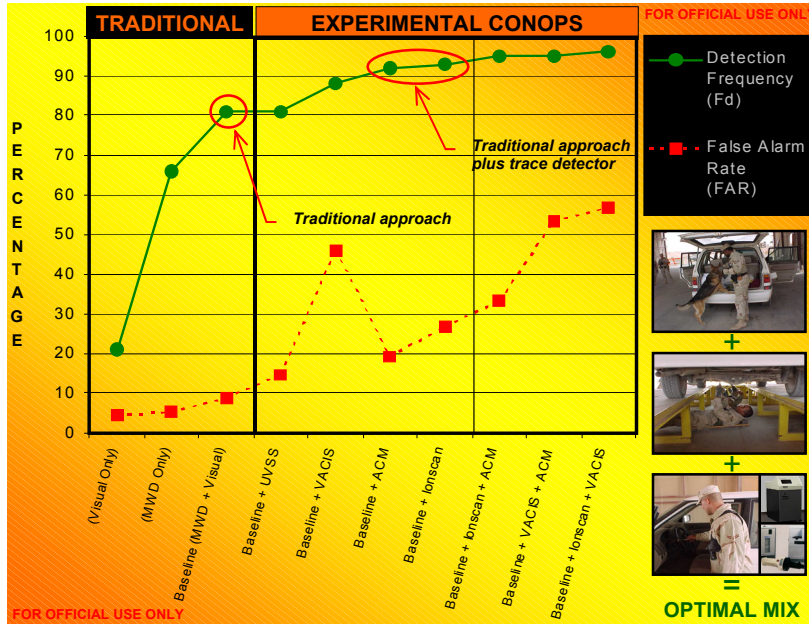 TRADITIONAL
EXPERIMENTAL CONOPS
FOR OFFICIAL USE ONLY
100
90
80
70
60
50
40
30
20
10
0
PERCENTAGE
Traditional approach
plus trace detector
Traditional approach
(Visual Only)
(MWD Only)
Baseline (MWD + Visual)
Baseline + UVSS
Baseline + VACIS
Baseline + ACM
Baseline + Ionscan
Baseline + Ionscan + ACM
Baseline + VACIS + ACM
Baseline + Ionscan + VACIS
Detection
Frequency
(Fd)
False Alarm
Rate
(FAR)
+
+
=
OPTIMAL MIX
FOR OFFICIAL USE ONLY